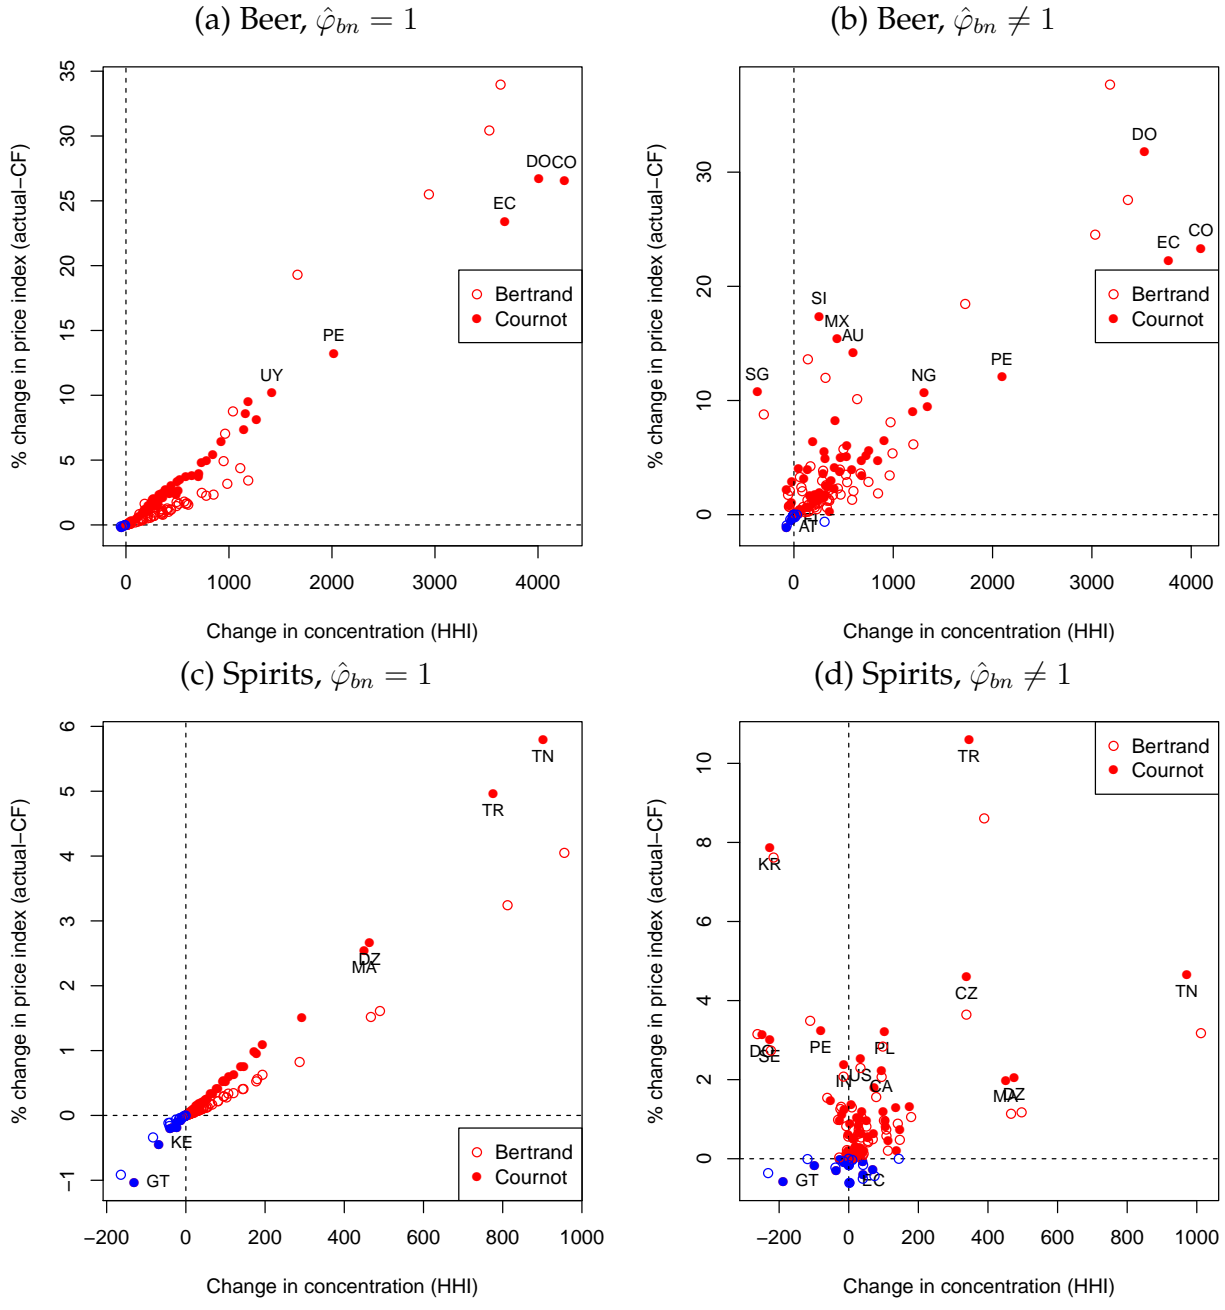 (a) Beer, φ̂bn = 1
35
30
25
20
15
10
5
0
0 1000 2000 3000 4000
% change in price index (actual−CF)
Change in concentration (HHI)
DO CO
EC
PE
UY
Bertrand
Cournot
(b) Beer, φ̂bn ≠ 1
30
20
10
0
0 1000 2000 3000 4000
% change in price index (actual−CF)
Change in concentration (HHI)
DO
CO
EC
SI
MX
AU
SG
NG
PE
AT
Bertrand
Cournot
(c) Spirits, φ̂bn = 1
6
5
4
3
2
1
0
−1
−200 0 200 400 600 800 1000
% change in price index (actual−CF)
Change in concentration (HHI)
TN
TR
DZ
MA
KE
GT
Bertrand
Cournot
(d) Spirits, φ̂bn ≠ 1
10
8
6
4
2
0
−200 0 200 400 600 800 1000
% change in price index (actual−CF)
Change in concentration (HHI)
Bertrand
Cournot
TR
KR
CZ
TN
PE
PL
SE
US
IN
CA
MA
DZ
GT
EC